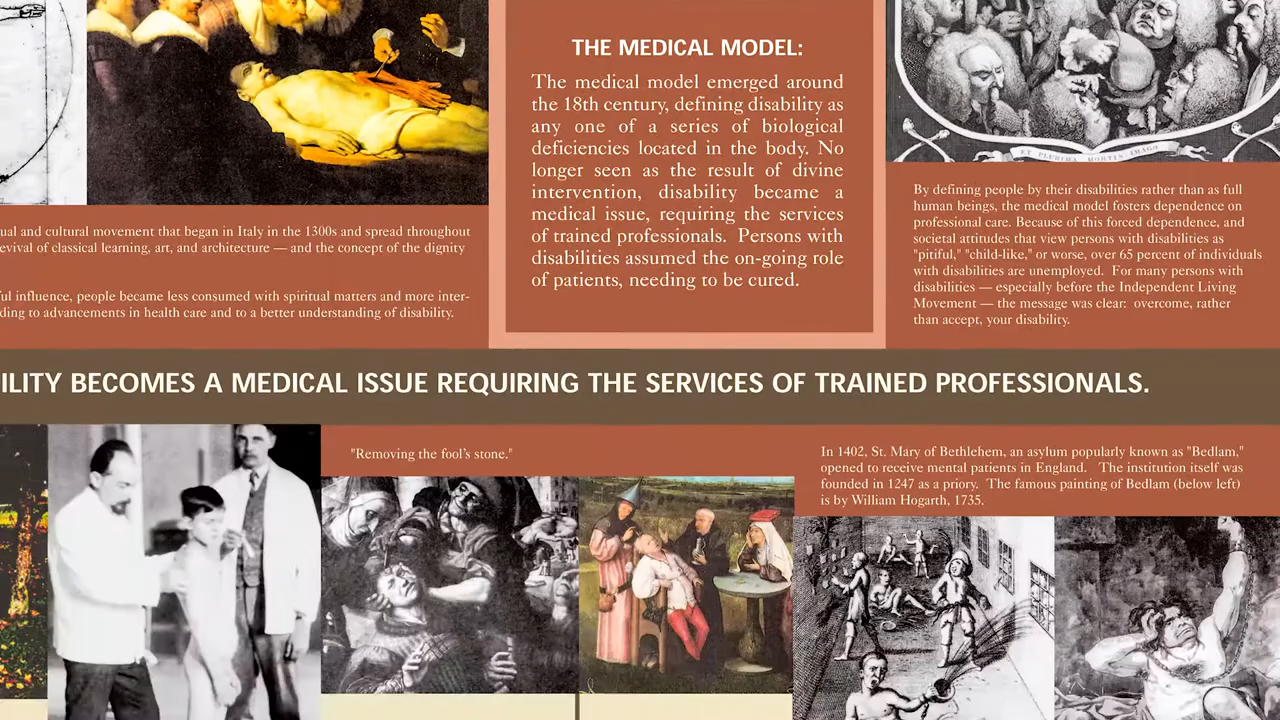 THE MEDICAL MODEL:
The medical model emerged around
the 18th century, defining disability as
any one of a series of biological
deficiencies located in the body. No
longer seen as the result of divine
intervention, disability became a
medical issue, requiring the services
of trained professionals. Persons with
disabilities assumed the on-going role
of patients, needing to be cured.
ET PLURIMA MORTIS IMAGO
ual and cultural movement that began in Italy in the 1300s and spread throughout
evival of classical learning, art, and architecture — and the concept of the dignity
ful influence, people became less consumed with spiritual matters and more inter-
ding to advancements in health care and to a better understanding of disability.
By defining people by their disabilities rather than as full
human beings, the medical model fosters dependence on
professional care. Because of this forced dependence, and
societal attitudes that view persons with disabilities as
"pitiful," "child-like," or worse, over 65 percent of individuals
with disabilities are unemployed. For many persons with
disabilities — especially before the Independent Living
Movement — the message was clear: overcome, rather
than accept, your disability.
ILITY BECOMES A MEDICAL ISSUE REQUIRING THE SERVICES OF TRAINED PROFESSIONALS.
"Removing the fool's stone."
In 1402, St. Mary of Bethlehem, an asylum popularly known as "Bedlam,"
opened to receive mental patients in England. The institution itself was
founded in 1247 as a priory. The famous painting of Bedlam (below left)
is by William Hogarth, 1735.